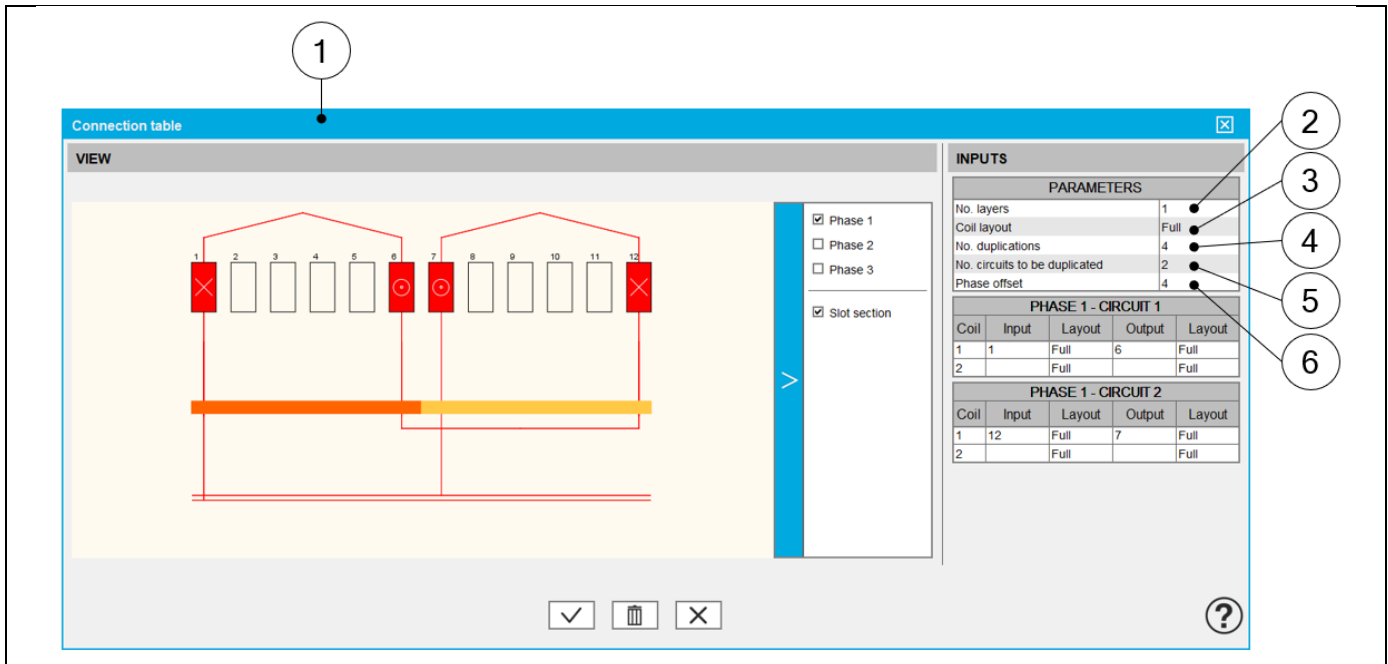 1
Connection table
VIEW
1 2 3 4 5 6 7 8 9 10 11 12
Phase 1
Phase 2
Phase 3
Slot section
>
INPUTS
PARAMETERS
No. layers 1
Coil layout Full
No. duplications 4
No. circuits to be duplicated 2
Phase offset 4
PHASE 1 - CIRCUIT 1
Coil Input Layout Output Layout
1 1 Full 6 Full
2 Full Full
PHASE 1 - CIRCUIT 2
Coil Input Layout Output Layout
1 12 Full 7 Full
2 Full Full
2
3
4
5
6
?